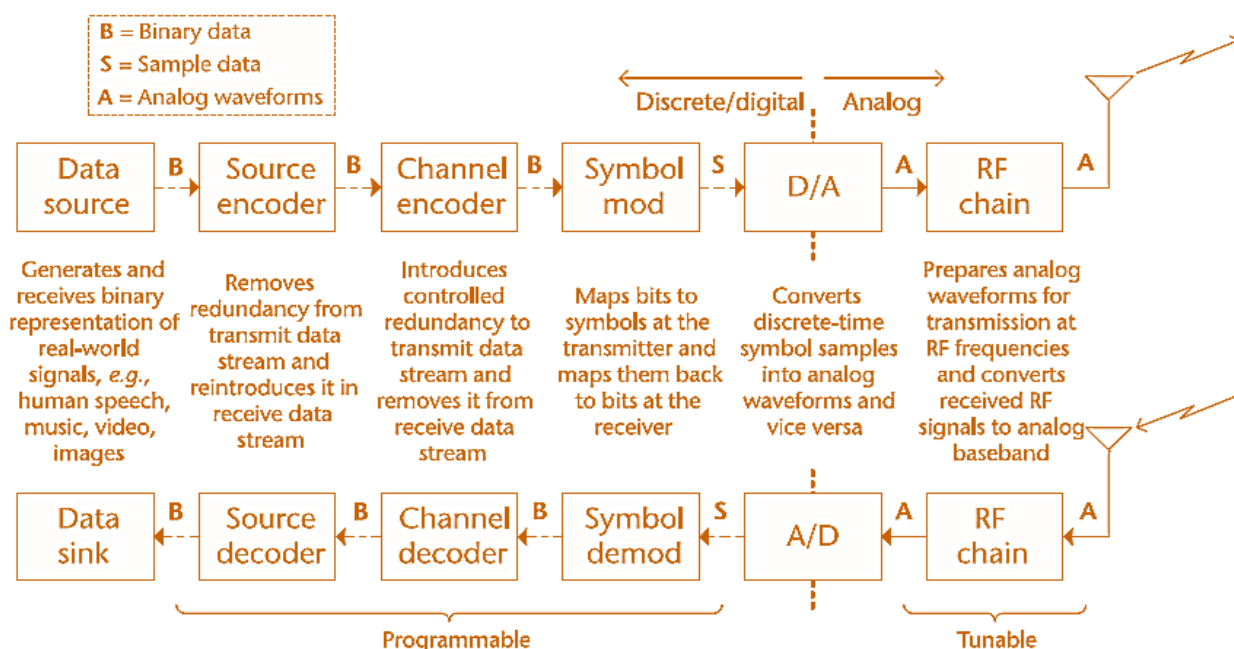 B = Binary data
S = Sample data
A = Analog waveforms
Discrete/digital
Analog
Data
source
B
Source
encoder
B
Channel
encoder
B
Symbol
mod
S
D/A
A
RF
chain
A
Generates and
receives binary
representation of
real-world
signals, e.g.,
human speech,
music, video,
images
Removes
redundancy from
transmit data
stream and
reintroduces it in
receive data
stream
Introduces
controlled
redundancy to
transmit data
stream and
removes it from
receive data
stream
Maps bits to
symbols at the
transmitter and
maps them back
to bits at the
receiver
Converts
discrete-time
symbol samples
into analog
waveforms and
vice versa
Prepares analog
waveforms for
transmission at
RF frequencies
and converts
received RF
signals to analog
baseband
Data
sink
B
Source
decoder
B
Channel
decoder
B
Symbol
demod
S
A/D
A
RF
chain
A
Programmable
Tunable